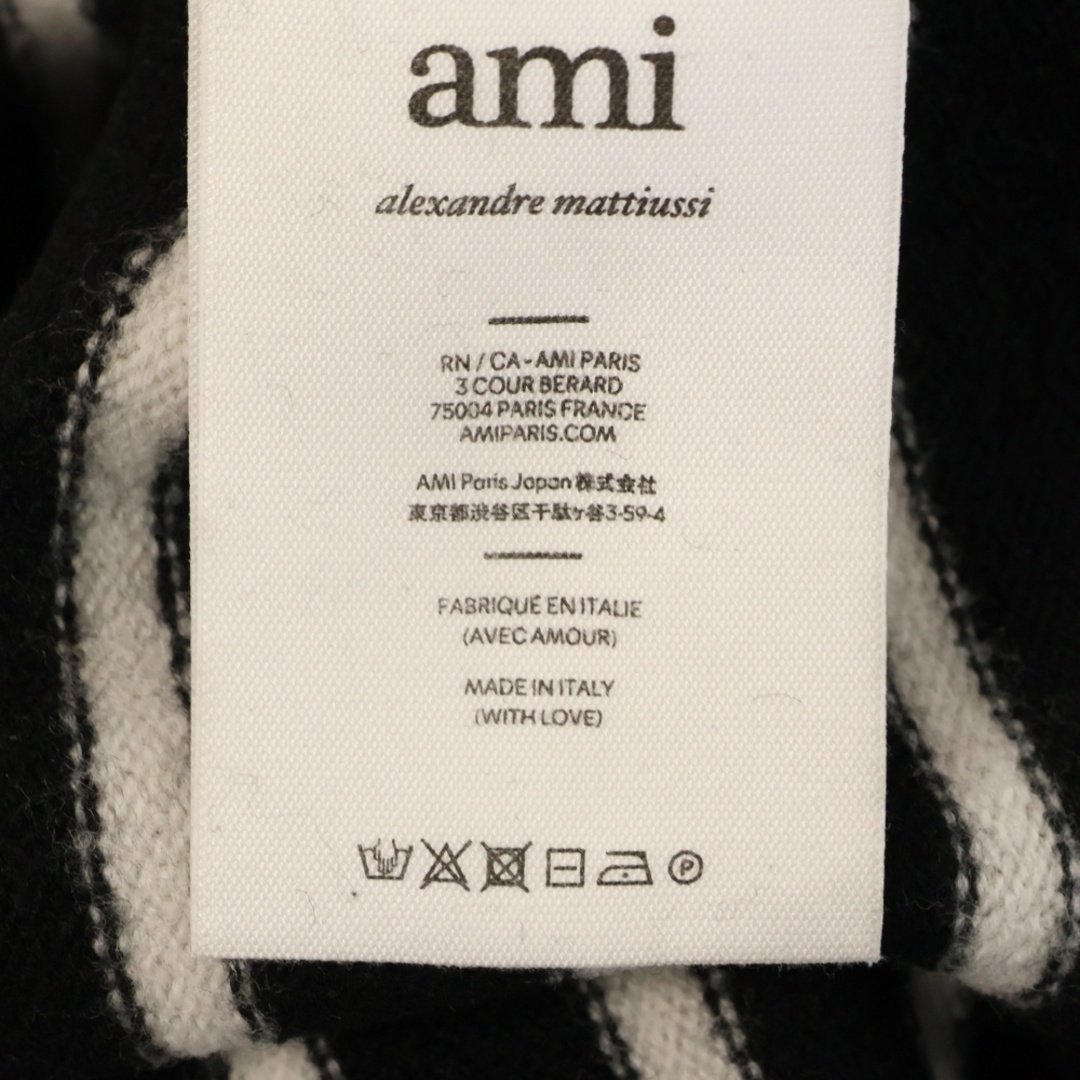 ami
alexandre mattiussi
RN / CA - AMI PARIS
3 COUR BERARD
75004 PARIS FRANCE
AMIPARIS.COM
AMI Paris Japan 株式会社
東京都渋谷区千駄ヶ谷3-59-4
FABRIQUÉ EN ITALIE
(AVEC AMOUR)
MADE IN ITALY
(WITH LOVE)
P